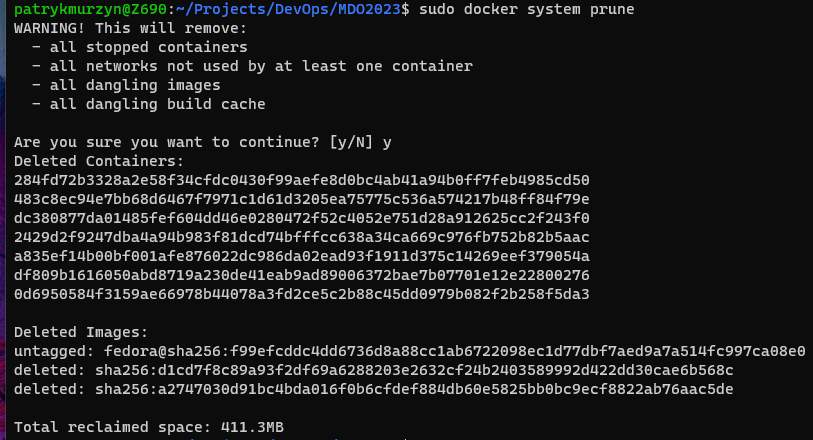 patrykmurzyn@Z690:~/Projects/DevOps/MDO2023$ sudo docker system prune
WARNING! This will remove:
  - all stopped containers
  - all networks not used by at least one container
  - all dangling images
  - all dangling build cache

Are you sure you want to continue? [y/N] y
Deleted Containers:
284fd72b3328a2e58f34cfdc0430f99aefe8d0bc4ab41a94b0ff7feb4985cd50
483c8ec94e7bb68d6467f7971c1d61d3205ea75775c536a574217b48ff84f79e
dc380877da01485fef604dd46e0280472f52c4052e751d28a912625cc2f243f0
2429d2f9247dba4a94b983f81dcd74bfffcc638a34ca669c976fb752b82b5aac
a835ef14b00bf001afe876022dc986da02ead93f1911d375c14269eef379054a
df809b1616050abd8719a230de41eab9ad89006372bae7b07701e12e22800276
0d6950584f3159ae66978b44078a3fd2ce5c2b88c45dd0979b082f2b258f5da3

Deleted Images:
untagged: fedora@sha256:f99efcddc4dd6736d8a88cc1ab6722098ec1d77dbf7aed9a7a514fc997ca08e0
deleted: sha256:d1cd7f8c89a93f2df69a6288203e2632cf24b2403589992d422dd30cae6b568c
deleted: sha256:a2747030d91bc4bda016f0b6cfdef884db60e5825bb0bc9ecf8822ab76aac5de

Total reclaimed space: 411.3MB